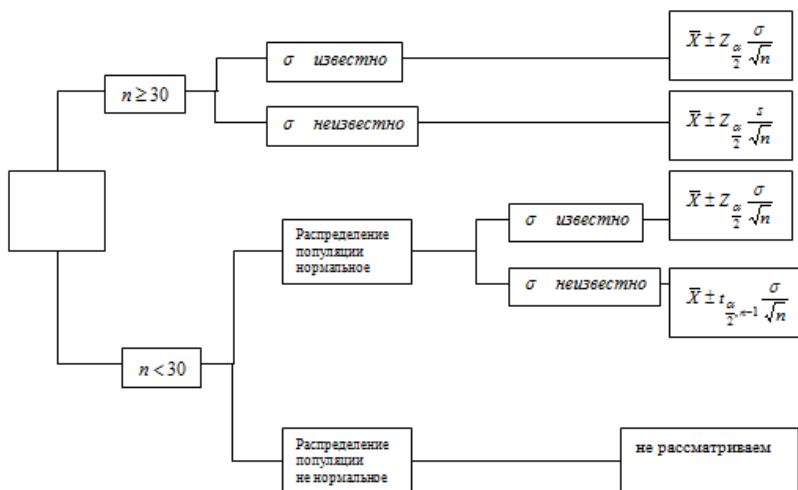 σ известно
X̄ ± Z_{α/2} σ/√n
n ≥ 30
σ неизвестно
X̄ ± Z_{α/2} s/√n
Распределение
популяции
нормальное
σ известно
X̄ ± Z_{α/2} σ/√n
σ неизвестно
X̄ ± t_{α/2, n−1} σ/√n
n < 30
Распределение
популяции
не нормальное
не рассматриваем